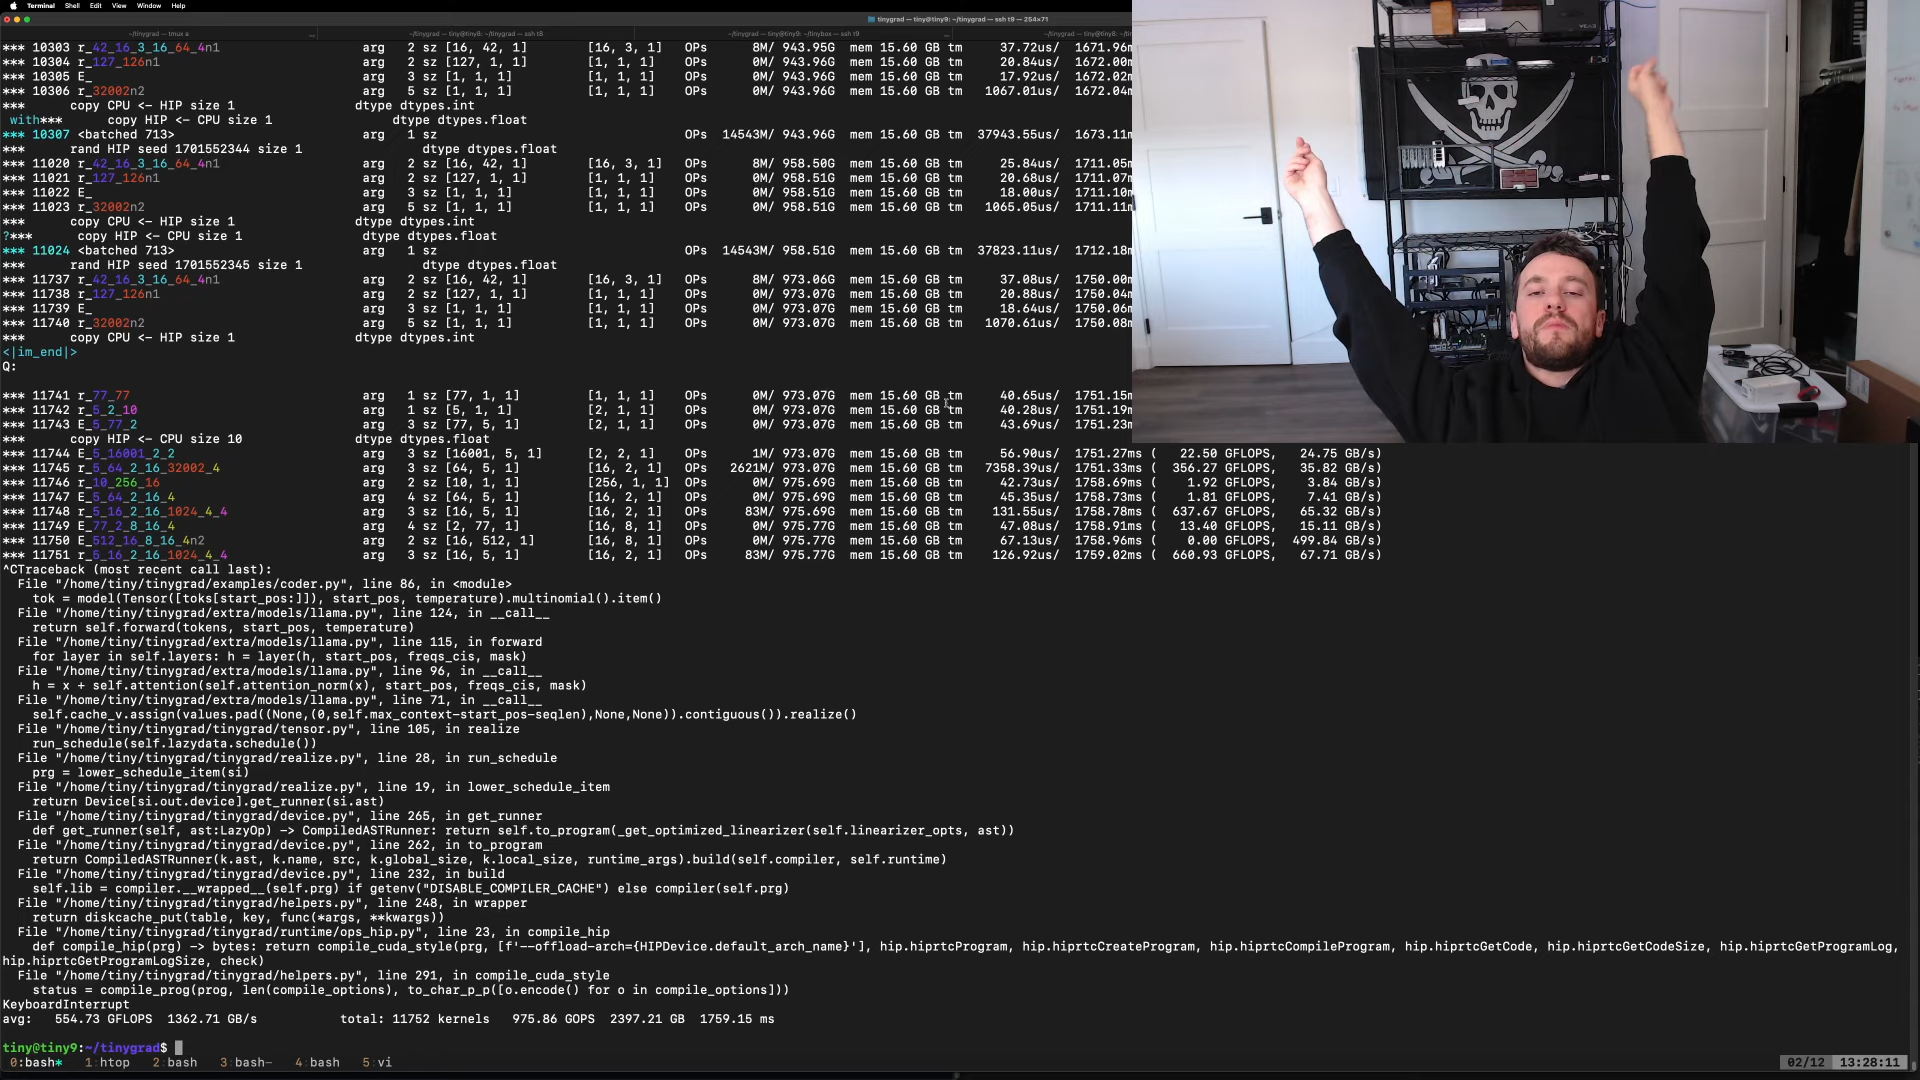 Terminal Shell Edit View Window Help
tinygrad — tiny@tiny9: ~/tinygrad — ssh t9 — 254×71
~/tinygrad — tmux a ~/tinygrad — tiny@tiny8: ~/tinygrad — ssh t8 ~/tinygrad — tiny@tiny9: ~/tinybox — ssh t9 ~/tinygrad — tiny@tiny8: ~/tinygrad
*** 10303 r_42_16_3_16_64_4n1 arg 2 sz [16, 42, 1] [16, 3, 1] OPs 8M/ 943.95G mem 15.60 GB tm 37.72us/ 1671.96m
*** 10304 r_127_126n1 arg 2 sz [127, 1, 1] [1, 1, 1] OPs 0M/ 943.96G mem 15.60 GB tm 20.84us/ 1672.00m
*** 10305 E_ arg 3 sz [1, 1, 1] [1, 1, 1] OPs 0M/ 943.96G mem 15.60 GB tm 17.92us/ 1672.02m
*** 10306 r_32002n2 arg 5 sz [1, 1, 1] [1, 1, 1] OPs 0M/ 943.96G mem 15.60 GB tm 1067.01us/ 1672.04m
*** copy CPU <- HIP size 1 dtype dtypes.int
with*** copy HIP <- CPU size 1 dtype dtypes.float
*** 10307 <batched 713> arg 1 sz OPs 14543M/ 943.96G mem 15.60 GB tm 37943.55us/ 1673.11m
rand HIP seed 1701552344 size 1 dtype dtypes.float
*** 11020 r_42_16_3_16_64_4n1 arg 2 sz [16, 42, 1] [16, 3, 1] OPs 8M/ 958.50G mem 15.60 GB tm 25.84us/ 1711.05m
*** 11021 r_127_126n1 arg 2 sz [127, 1, 1] [1, 1, 1] OPs 0M/ 958.51G mem 15.60 GB tm 20.68us/ 1711.07m
*** 11022 E_ arg 3 sz [1, 1, 1] [1, 1, 1] OPs 0M/ 958.51G mem 15.60 GB tm 18.00us/ 1711.10m
*** 11023 r_32002n2 arg 5 sz [1, 1, 1] [1, 1, 1] OPs 0M/ 958.51G mem 15.60 GB tm 1065.05us/ 1711.11m
*** copy CPU <- HIP size 1 dtype dtypes.int
?*** copy HIP <- CPU size 1 dtype dtypes.float
*** 11024 <batched 713> arg 1 sz OPs 14543M/ 958.51G mem 15.60 GB tm 37823.11us/ 1712.18m
rand HIP seed 1701552345 size 1 dtype dtypes.float
*** 11737 r_42_16_3_16_64_4n1 arg 2 sz [16, 42, 1] [16, 3, 1] OPs 8M/ 973.06G mem 15.60 GB tm 37.08us/ 1750.00m
*** 11738 r_127_126n1 arg 2 sz [127, 1, 1] [1, 1, 1] OPs 0M/ 973.07G mem 15.60 GB tm 20.88us/ 1750.04m
*** 11739 E_ arg 3 sz [1, 1, 1] [1, 1, 1] OPs 0M/ 973.07G mem 15.60 GB tm 18.64us/ 1750.06m
*** 11740 r_32002n2 arg 5 sz [1, 1, 1] [1, 1, 1] OPs 0M/ 973.07G mem 15.60 GB tm 1070.61us/ 1750.08m
*** copy CPU <- HIP size 1 dtype dtypes.int
<|im_end|>
Q:
*** 11741 r_77_77 arg 1 sz [77, 1, 1] [1, 1, 1] OPs 0M/ 973.07G mem 15.60 GB tm 40.65us/ 1751.15m
*** 11742 r_5_2_10 arg 1 sz [5, 1, 1] [2, 1, 1] OPs 0M/ 973.07G mem 15.60 GB tm 40.28us/ 1751.19m
*** 11743 E_5_77_2 arg 3 sz [77, 5, 1] [2, 1, 1] OPs 0M/ 973.07G mem 15.60 GB tm 43.69us/ 1751.23m
*** copy HIP <- CPU size 10 dtype dtypes.float
*** 11744 E_5_16001_2_2 arg 3 sz [16001, 5, 1] [2, 2, 1] OPs 1M/ 973.07G mem 15.60 GB tm 56.90us/ 1751.27ms ( 22.50 GFLOPS, 24.75 GB/s)
*** 11745 r_5_64_2_16_32002_4 arg 3 sz [64, 5, 1] [16, 2, 1] OPs 2621M/ 973.07G mem 15.60 GB tm 7358.39us/ 1751.33ms ( 356.27 GFLOPS, 35.82 GB/s)
*** 11746 r_10_256_16 arg 2 sz [10, 1, 1] [256, 1, 1] OPs 0M/ 975.69G mem 15.60 GB tm 42.73us/ 1758.69ms ( 1.92 GFLOPS, 3.84 GB/s)
*** 11747 E_5_64_2_16_4 arg 4 sz [64, 5, 1] [16, 2, 1] OPs 0M/ 975.69G mem 15.60 GB tm 45.35us/ 1758.73ms ( 1.81 GFLOPS, 7.41 GB/s)
*** 11748 r_5_16_2_16_1024_4_4 arg 3 sz [16, 5, 1] [16, 2, 1] OPs 83M/ 975.69G mem 15.60 GB tm 131.55us/ 1758.78ms ( 637.67 GFLOPS, 65.32 GB/s)
*** 11749 E_77_2_8_16_4 arg 4 sz [2, 77, 1] [16, 8, 1] OPs 0M/ 975.77G mem 15.60 GB tm 47.08us/ 1758.91ms ( 13.40 GFLOPS, 15.11 GB/s)
*** 11750 E_512_16_8_16_4n2 arg 2 sz [16, 512, 1] [16, 8, 1] OPs 0M/ 975.77G mem 15.60 GB tm 67.13us/ 1758.96ms ( 0.00 GFLOPS, 499.84 GB/s)
*** 11751 r_5_16_2_16_1024_4_4 arg 3 sz [16, 5, 1] [16, 2, 1] OPs 83M/ 975.77G mem 15.60 GB tm 126.92us/ 1759.02ms ( 660.93 GFLOPS, 67.71 GB/s)
^CTraceback (most recent call last):
File "/home/tiny/tinygrad/examples/coder.py", line 86, in <module>
tok = model(Tensor([toks[start_pos:]]), start_pos, temperature).multinomial().item()
File "/home/tiny/tinygrad/extra/models/llama.py", line 124, in __call__
return self.forward(tokens, start_pos, temperature)
File "/home/tiny/tinygrad/extra/models/llama.py", line 115, in forward
for layer in self.layers: h = layer(h, start_pos, freqs_cis, mask)
File "/home/tiny/tinygrad/extra/models/llama.py", line 96, in __call__
h = x + self.attention(self.attention_norm(x), start_pos, freqs_cis, mask)
File "/home/tiny/tinygrad/extra/models/llama.py", line 71, in __call__
self.cache_v.assign(values.pad((None,(0,self.max_context-start_pos-seqlen),None,None)).contiguous()).realize()
File "/home/tiny/tinygrad/tinygrad/tensor.py", line 105, in realize
run_schedule(self.lazydata.schedule())
File "/home/tiny/tinygrad/tinygrad/realize.py", line 28, in run_schedule
prg = lower_schedule_item(si)
File "/home/tiny/tinygrad/tinygrad/realize.py", line 19, in lower_schedule_item
return Device[si.out.device].get_runner(si.ast)
File "/home/tiny/tinygrad/tinygrad/device.py", line 265, in get_runner
def get_runner(self, ast:LazyOp) -> CompiledASTRunner: return self.to_program(_get_optimized_linearizer(self.linearizer_opts, ast))
File "/home/tiny/tinygrad/tinygrad/device.py", line 262, in to_program
return CompiledASTRunner(k.ast, k.name, src, k.global_size, k.local_size, runtime_args).build(self.compiler, self.runtime)
File "/home/tiny/tinygrad/tinygrad/device.py", line 232, in build
self.lib = compiler.__wrapped__(self.prg) if getenv("DISABLE_COMPILER_CACHE") else compiler(self.prg)
File "/home/tiny/tinygrad/tinygrad/helpers.py", line 248, in wrapper
return diskcache_put(table, key, func(*args, **kwargs))
File "/home/tiny/tinygrad/tinygrad/runtime/ops_hip.py", line 23, in compile_hip
def compile_hip(prg) -> bytes: return compile_cuda_style(prg, [f'--offload-arch={HIPDevice.default_arch_name}'], hip.hiprtcProgram, hip.hiprtcCreateProgram, hip.hiprtcCompileProgram, hip.hiprtcGetCode, hip.hiprtcGetCodeSize, hip.hiprtcGetProgramLog,
hip.hiprtcGetProgramLogSize, check)
File "/home/tiny/tinygrad/tinygrad/helpers.py", line 291, in compile_cuda_style
status = compile_prog(prog, len(compile_options), to_char_p_p([o.encode() for o in compile_options]))
KeyboardInterrupt
avg: 554.73 GFLOPS 1362.71 GB/s total: 11752 kernels 975.86 GOPS 2397.21 GB 1759.15 ms
tiny@tiny9:~/tinygrad$
0:bash* 1:htop 2:bash 3:bash- 4:bash 5:vi 02/12 13:28:11